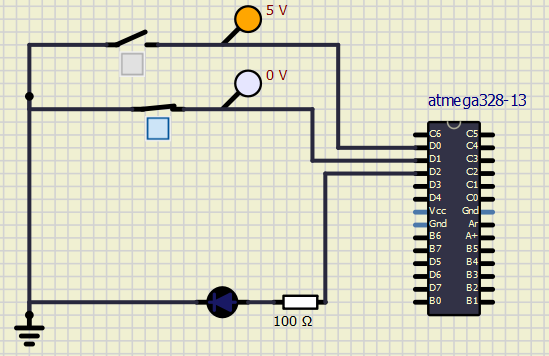 5 V
0 V
atmega328-13
C6 C5
D0 C4
D1 C3
D2 C2
D3 C1
D4 C0
Vcc Gnd
Gnd Ar
B6 A+
B7 B5
D5 B4
D6 B3
D7 B2
B0 B1
100 Ω